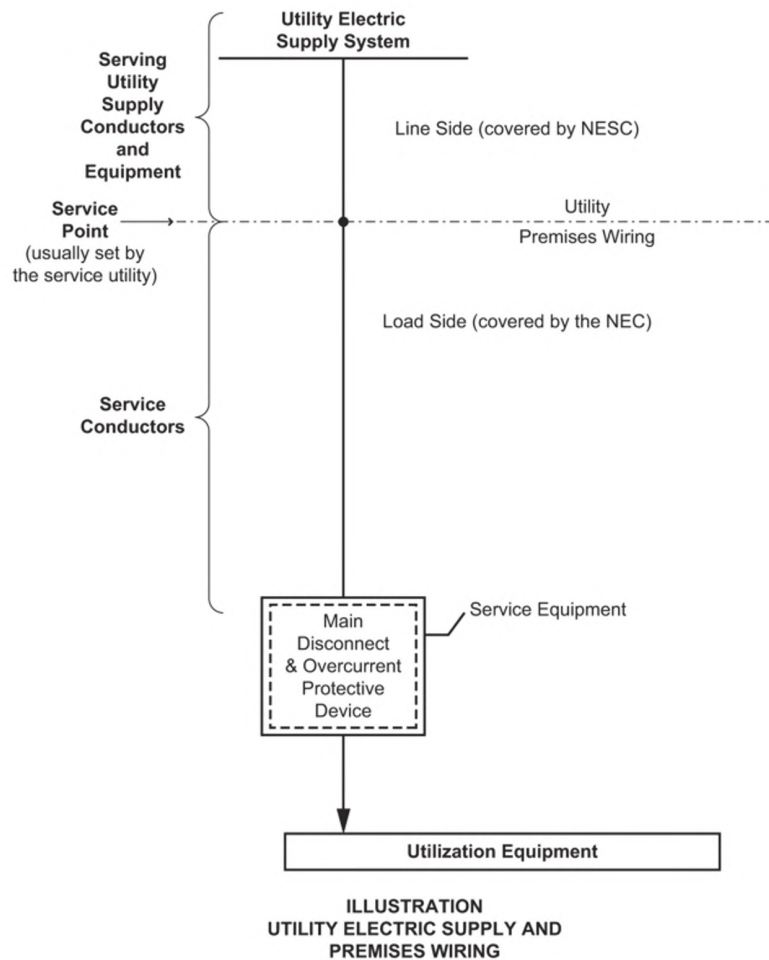 Utility Electric
Supply System
Serving
Utility
Supply
Conductors
and
Equipment
Line Side (covered by NESC)
Service
Point
(usually set by
the service utility)
Utility
Premises Wiring
Load Side (covered by the NEC)
Service
Conductors
Main
Disconnect
& Overcurrent
Protective
Device
Service Equipment
Utilization Equipment
ILLUSTRATION
UTILITY ELECTRIC SUPPLY AND
PREMISES WIRING